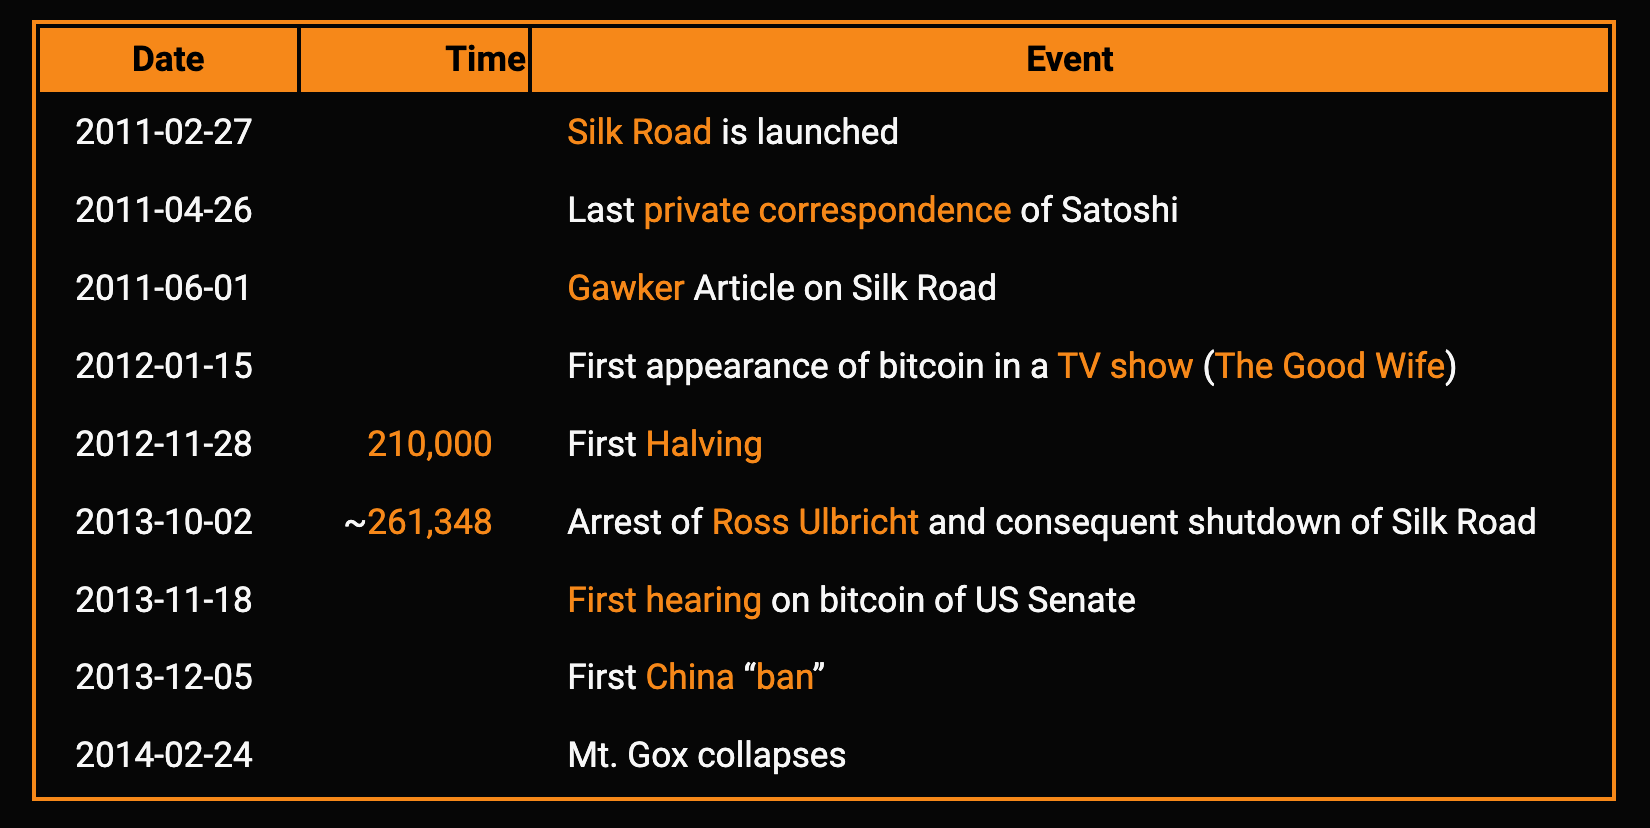 Date Time Event
2011-02-27 Silk Road is launched
2011-04-26 Last private correspondence of Satoshi
2011-06-01 Gawker Article on Silk Road
2012-01-15 First appearance of bitcoin in a TV show (The Good Wife)
2012-11-28 210,000 First Halving
2013-10-02 ~261,348 Arrest of Ross Ulbricht and consequent shutdown of Silk Road
2013-11-18 First hearing on bitcoin of US Senate
2013-12-05 First China “ban”
2014-02-24 Mt. Gox collapses